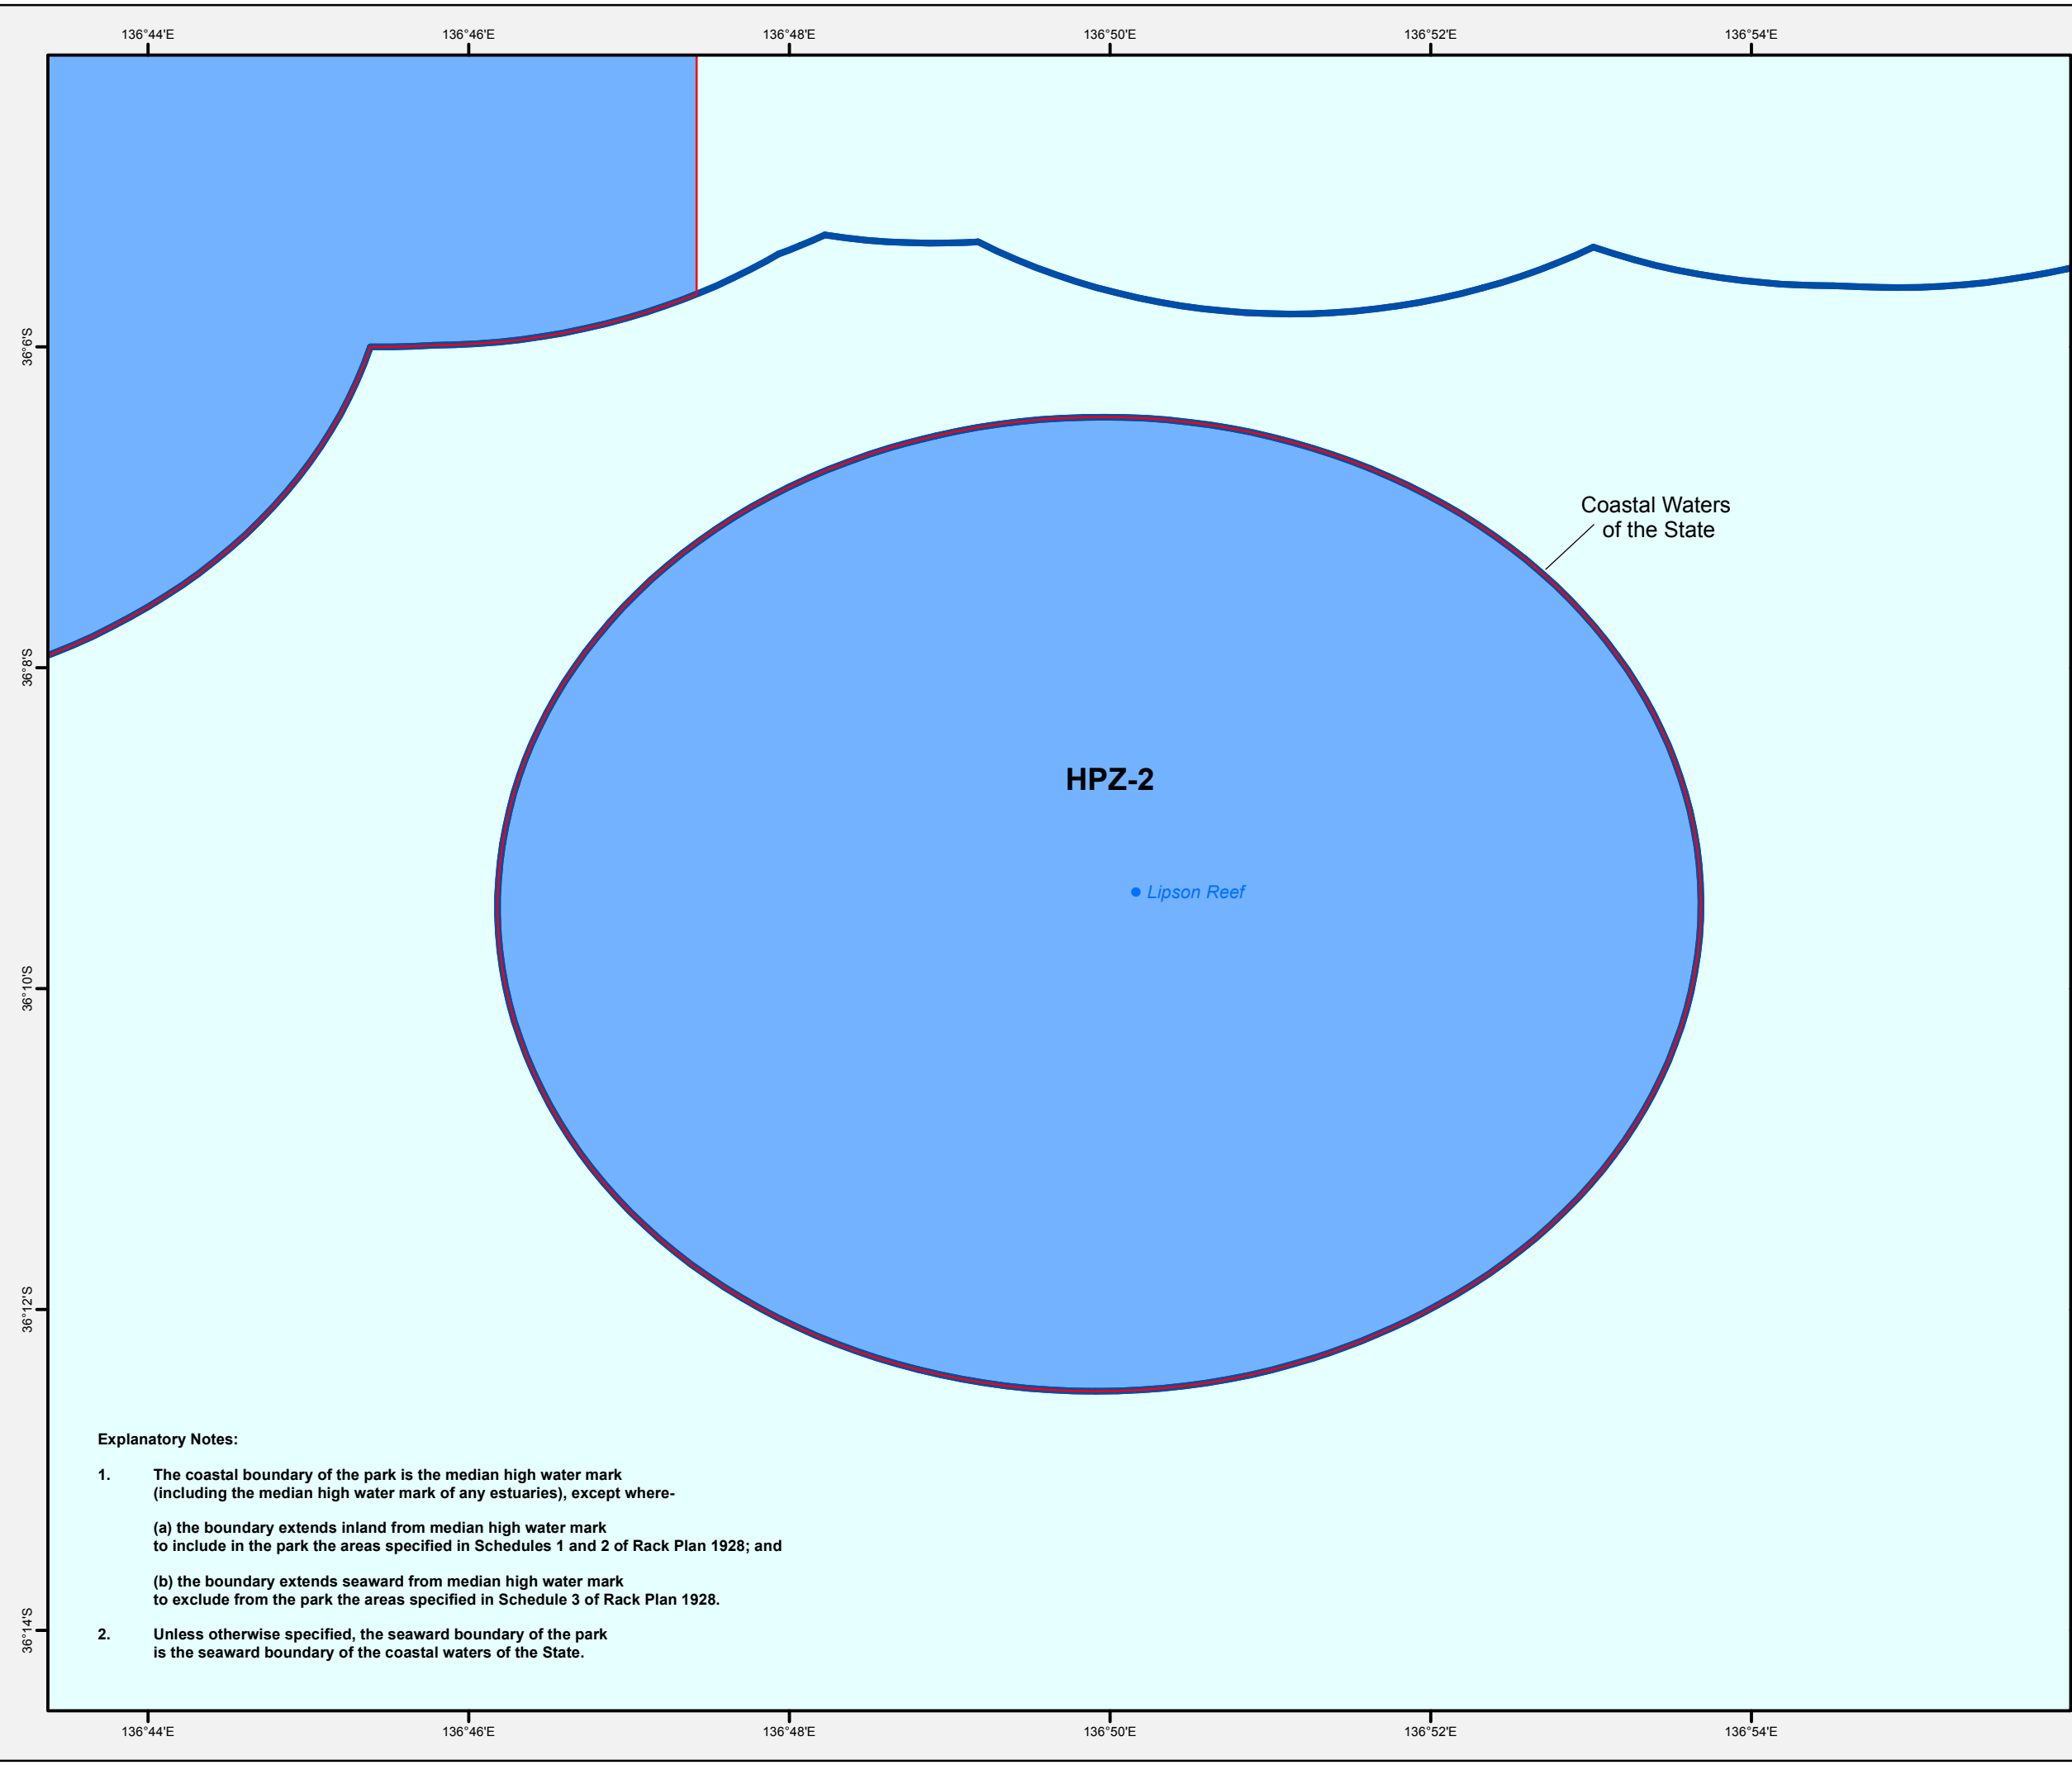 136°44'E 136°46'E 136°48'E 136°50'E 136°52'E 136°54'E
36°6'S
36°8'S
36°10'S
36°12'S
36°14'S
Coastal Waters
of the State
HPZ-2
Lipson Reef
Explanatory Notes:
1. The coastal boundary of the park is the median high water mark
(including the median high water mark of any estuaries), except where-
(a) the boundary extends inland from median high water mark
to include in the park the areas specified in Schedules 1 and 2 of Rack Plan 1928; and
(b) the boundary extends seaward from median high water mark
to exclude from the park the areas specified in Schedule 3 of Rack Plan 1928.
2. Unless otherwise specified, the seaward boundary of the park
is the seaward boundary of the coastal waters of the State.
136°44'E 136°46'E 136°48'E 136°50'E 136°52'E 136°54'E